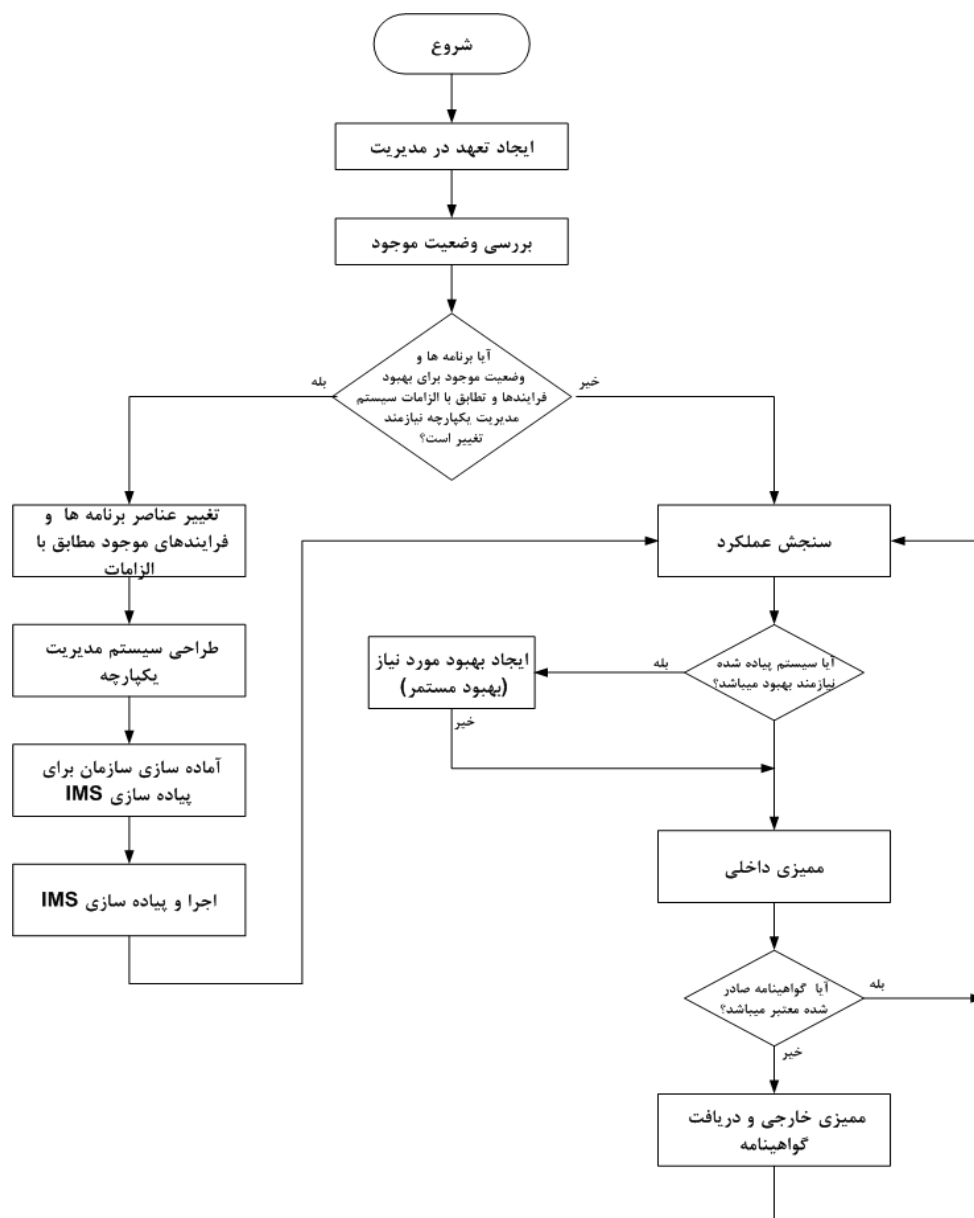 شروع
ایجاد تعهد در مدیریت
بررسی وضعیت موجود
آیا برنامه ها و
وضعیت موجود برای بهبود
فرایندها و تطابق با الزامات سیستم
مدیریت یکپارچه نیازمند
تغییر است؟
خیر
بله
تغییر عناصر برنامه ها و
فرایندهای موجود مطابق با
الزامات
سنجش عملکرد
طراحی سیستم مدیریت
یکپارچه
آیا سیستم پیاده شده
نیازمند بهبود میباشد؟
بله
ایجاد بهبود مورد نیاز
(بهبود مستمر)
خیر
آماده سازی سازمان برای
پیاده سازی IMS
ممیزی داخلی
اجرا و پیاده سازی IMS
آیا گواهینامه صادر
شده معتبر میباشد؟
بله
خیر
ممیزی خارجی و دریافت
گواهینامه